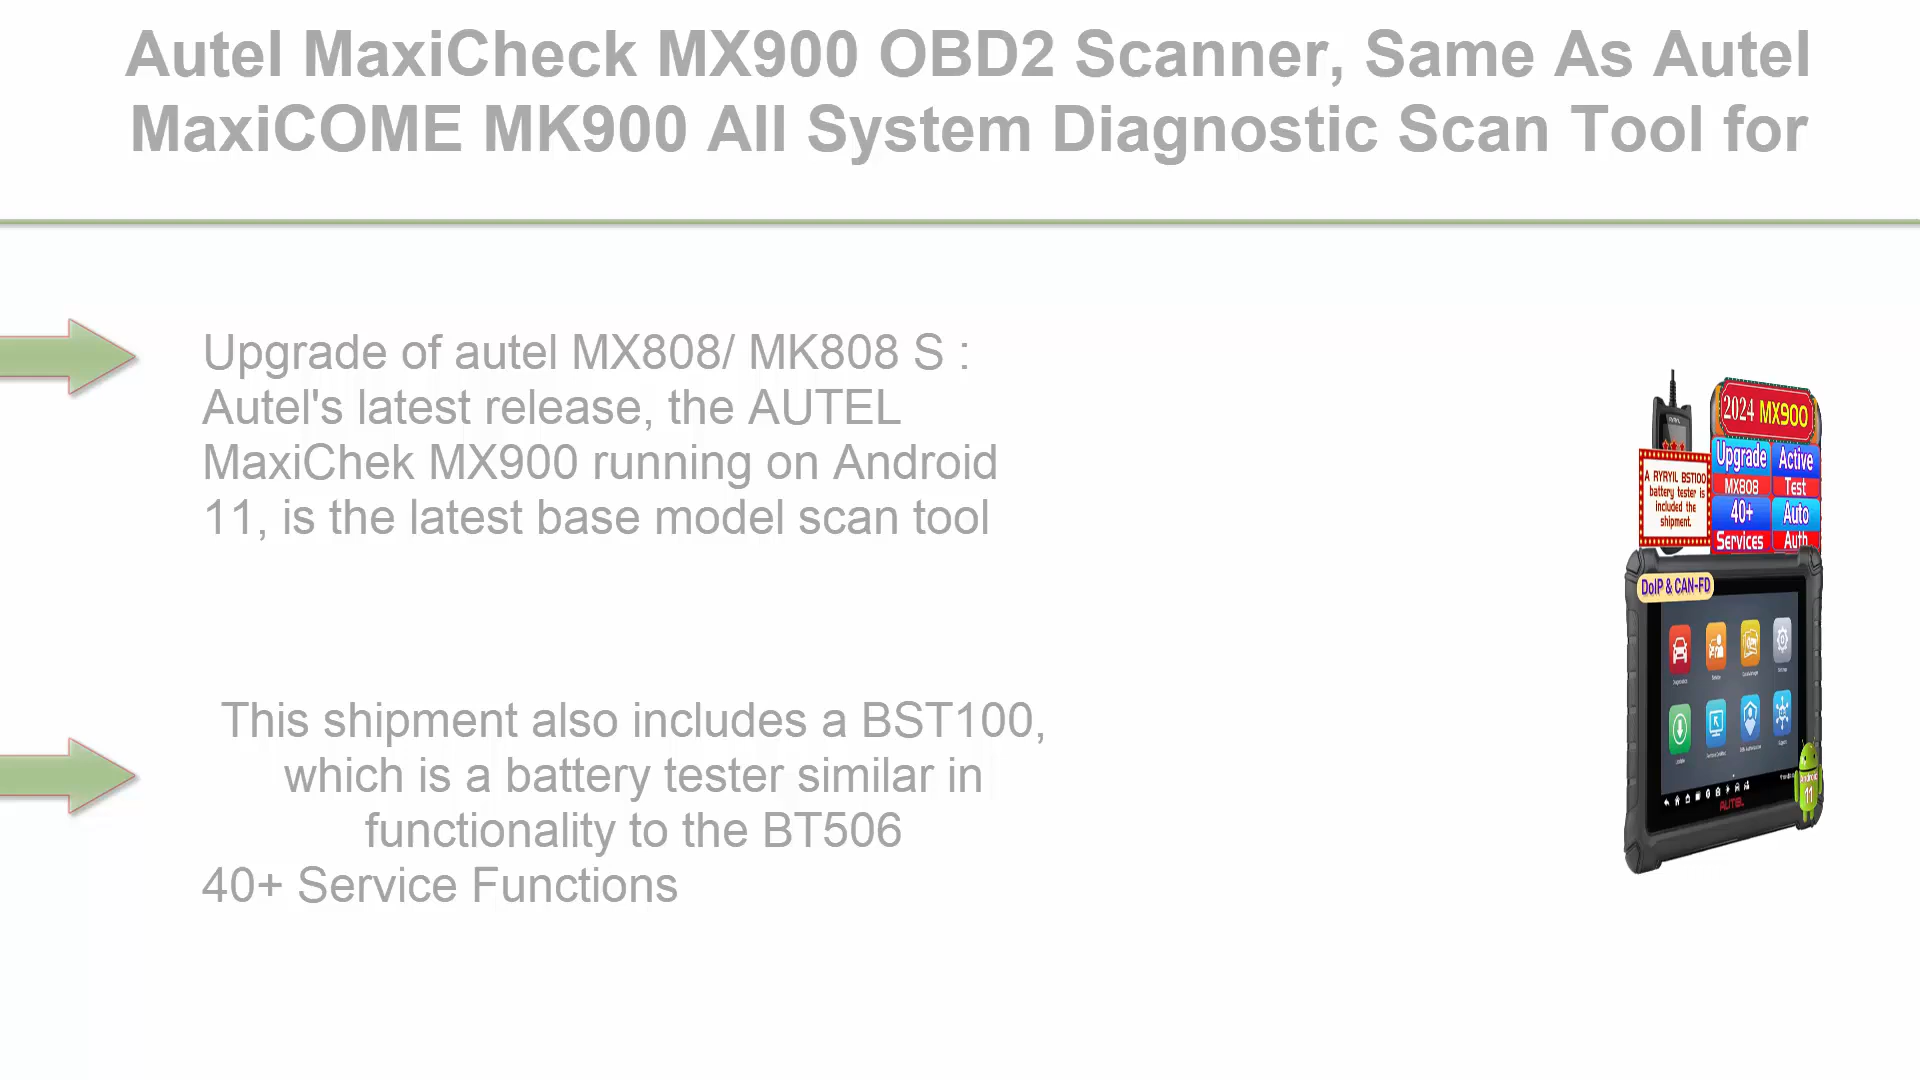 Autel MaxiCheck MX900 OBD2 Scanner, Same As Autel
MaxiCOME MK900 All System Diagnostic Scan Tool for
Upgrade of autel MX808/ MK808 S :
Autel's latest release, the AUTEL
MaxiChek MX900 running on Android
11, is the latest base model scan tool
This shipment also includes a BST100,
which is a battery tester similar in
functionality to the BT506
40+ Service Functions
2024 MX900
Upgrade
MX808
Active
Test
40+
Services
Auto
Auth
A RYRYIL BST100
battery tester is
included the
shipment.
DoIP & CAN-FD
Android
11
AUTEL